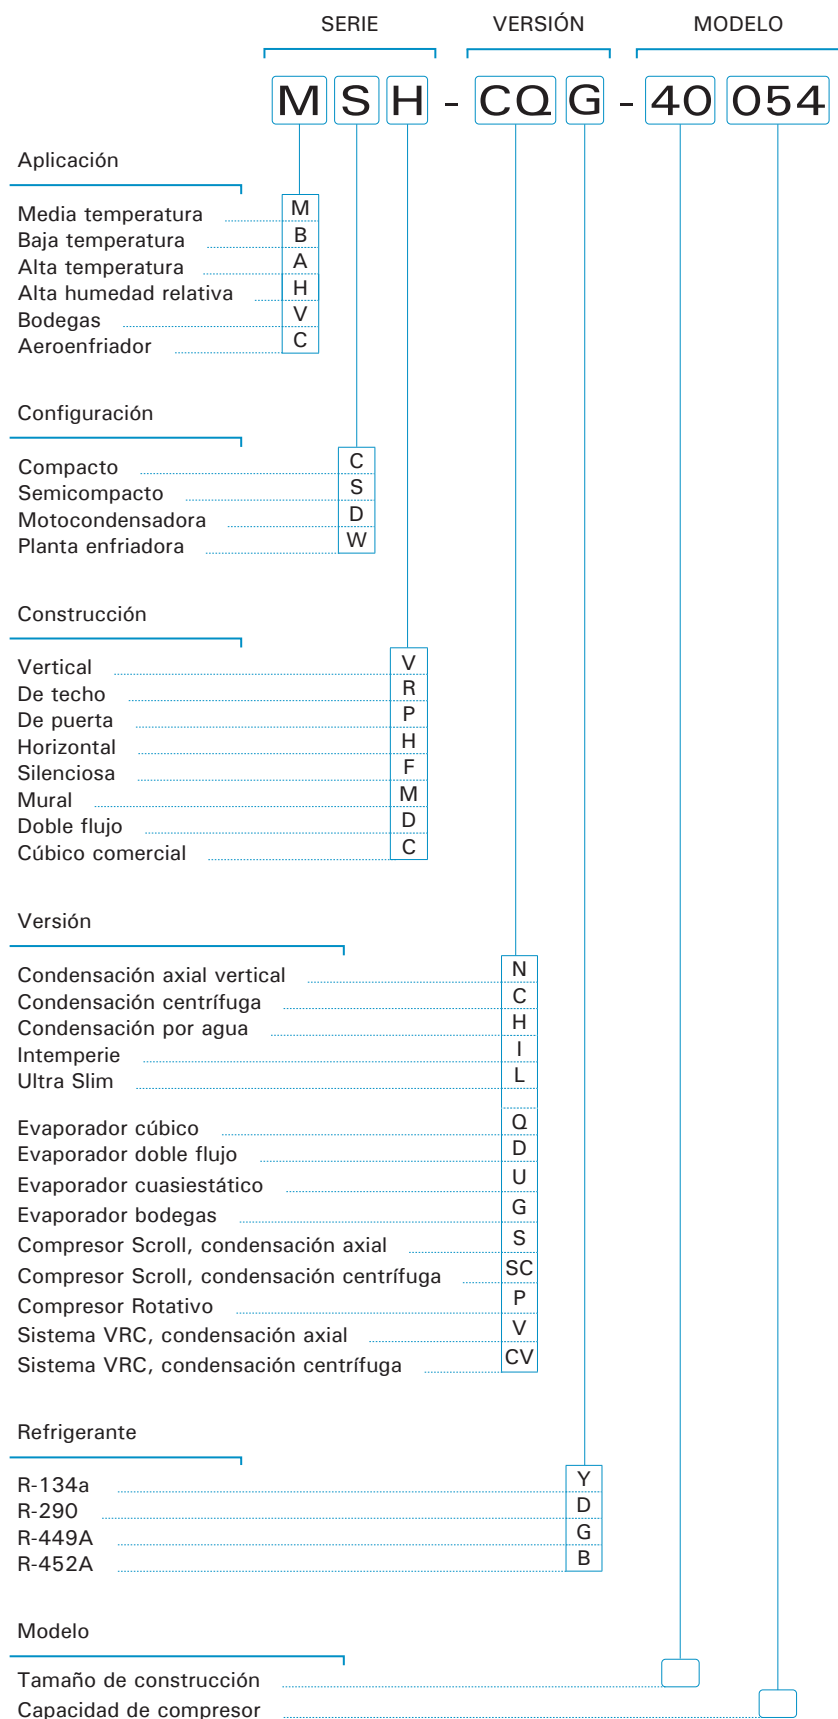 SERIE VERSIÓN MODELO
M S H - CQ G - 40 054
Aplicación
Media temperatura M
Baja temperatura B
Alta temperatura A
Alta humedad relativa H
Bodegas V
Aeroenfriador C
Configuración
Compacto C
Semicompacto S
Motocondensadora D
Planta enfriadora W
Construcción
Vertical V
De techo R
De puerta P
Horizontal H
Silenciosa F
Mural M
Doble flujo D
Cúbico comercial C
Versión
Condensación axial vertical N
Condensación centrífuga C
Condensación por agua H
Intemperie I
Ultra Slim L
Evaporador cúbico Q
Evaporador doble flujo D
Evaporador cuasiestático U
Evaporador bodegas G
Compresor Scroll, condensación axial S
Compresor Scroll, condensación centrífuga SC
Compresor Rotativo P
Sistema VRC, condensación axial V
Sistema VRC, condensación centrífuga CV
Refrigerante
R-134a Y
R-290 D
R-449A G
R-452A B
Modelo
Tamaño de construcción
Capacidad de compresor